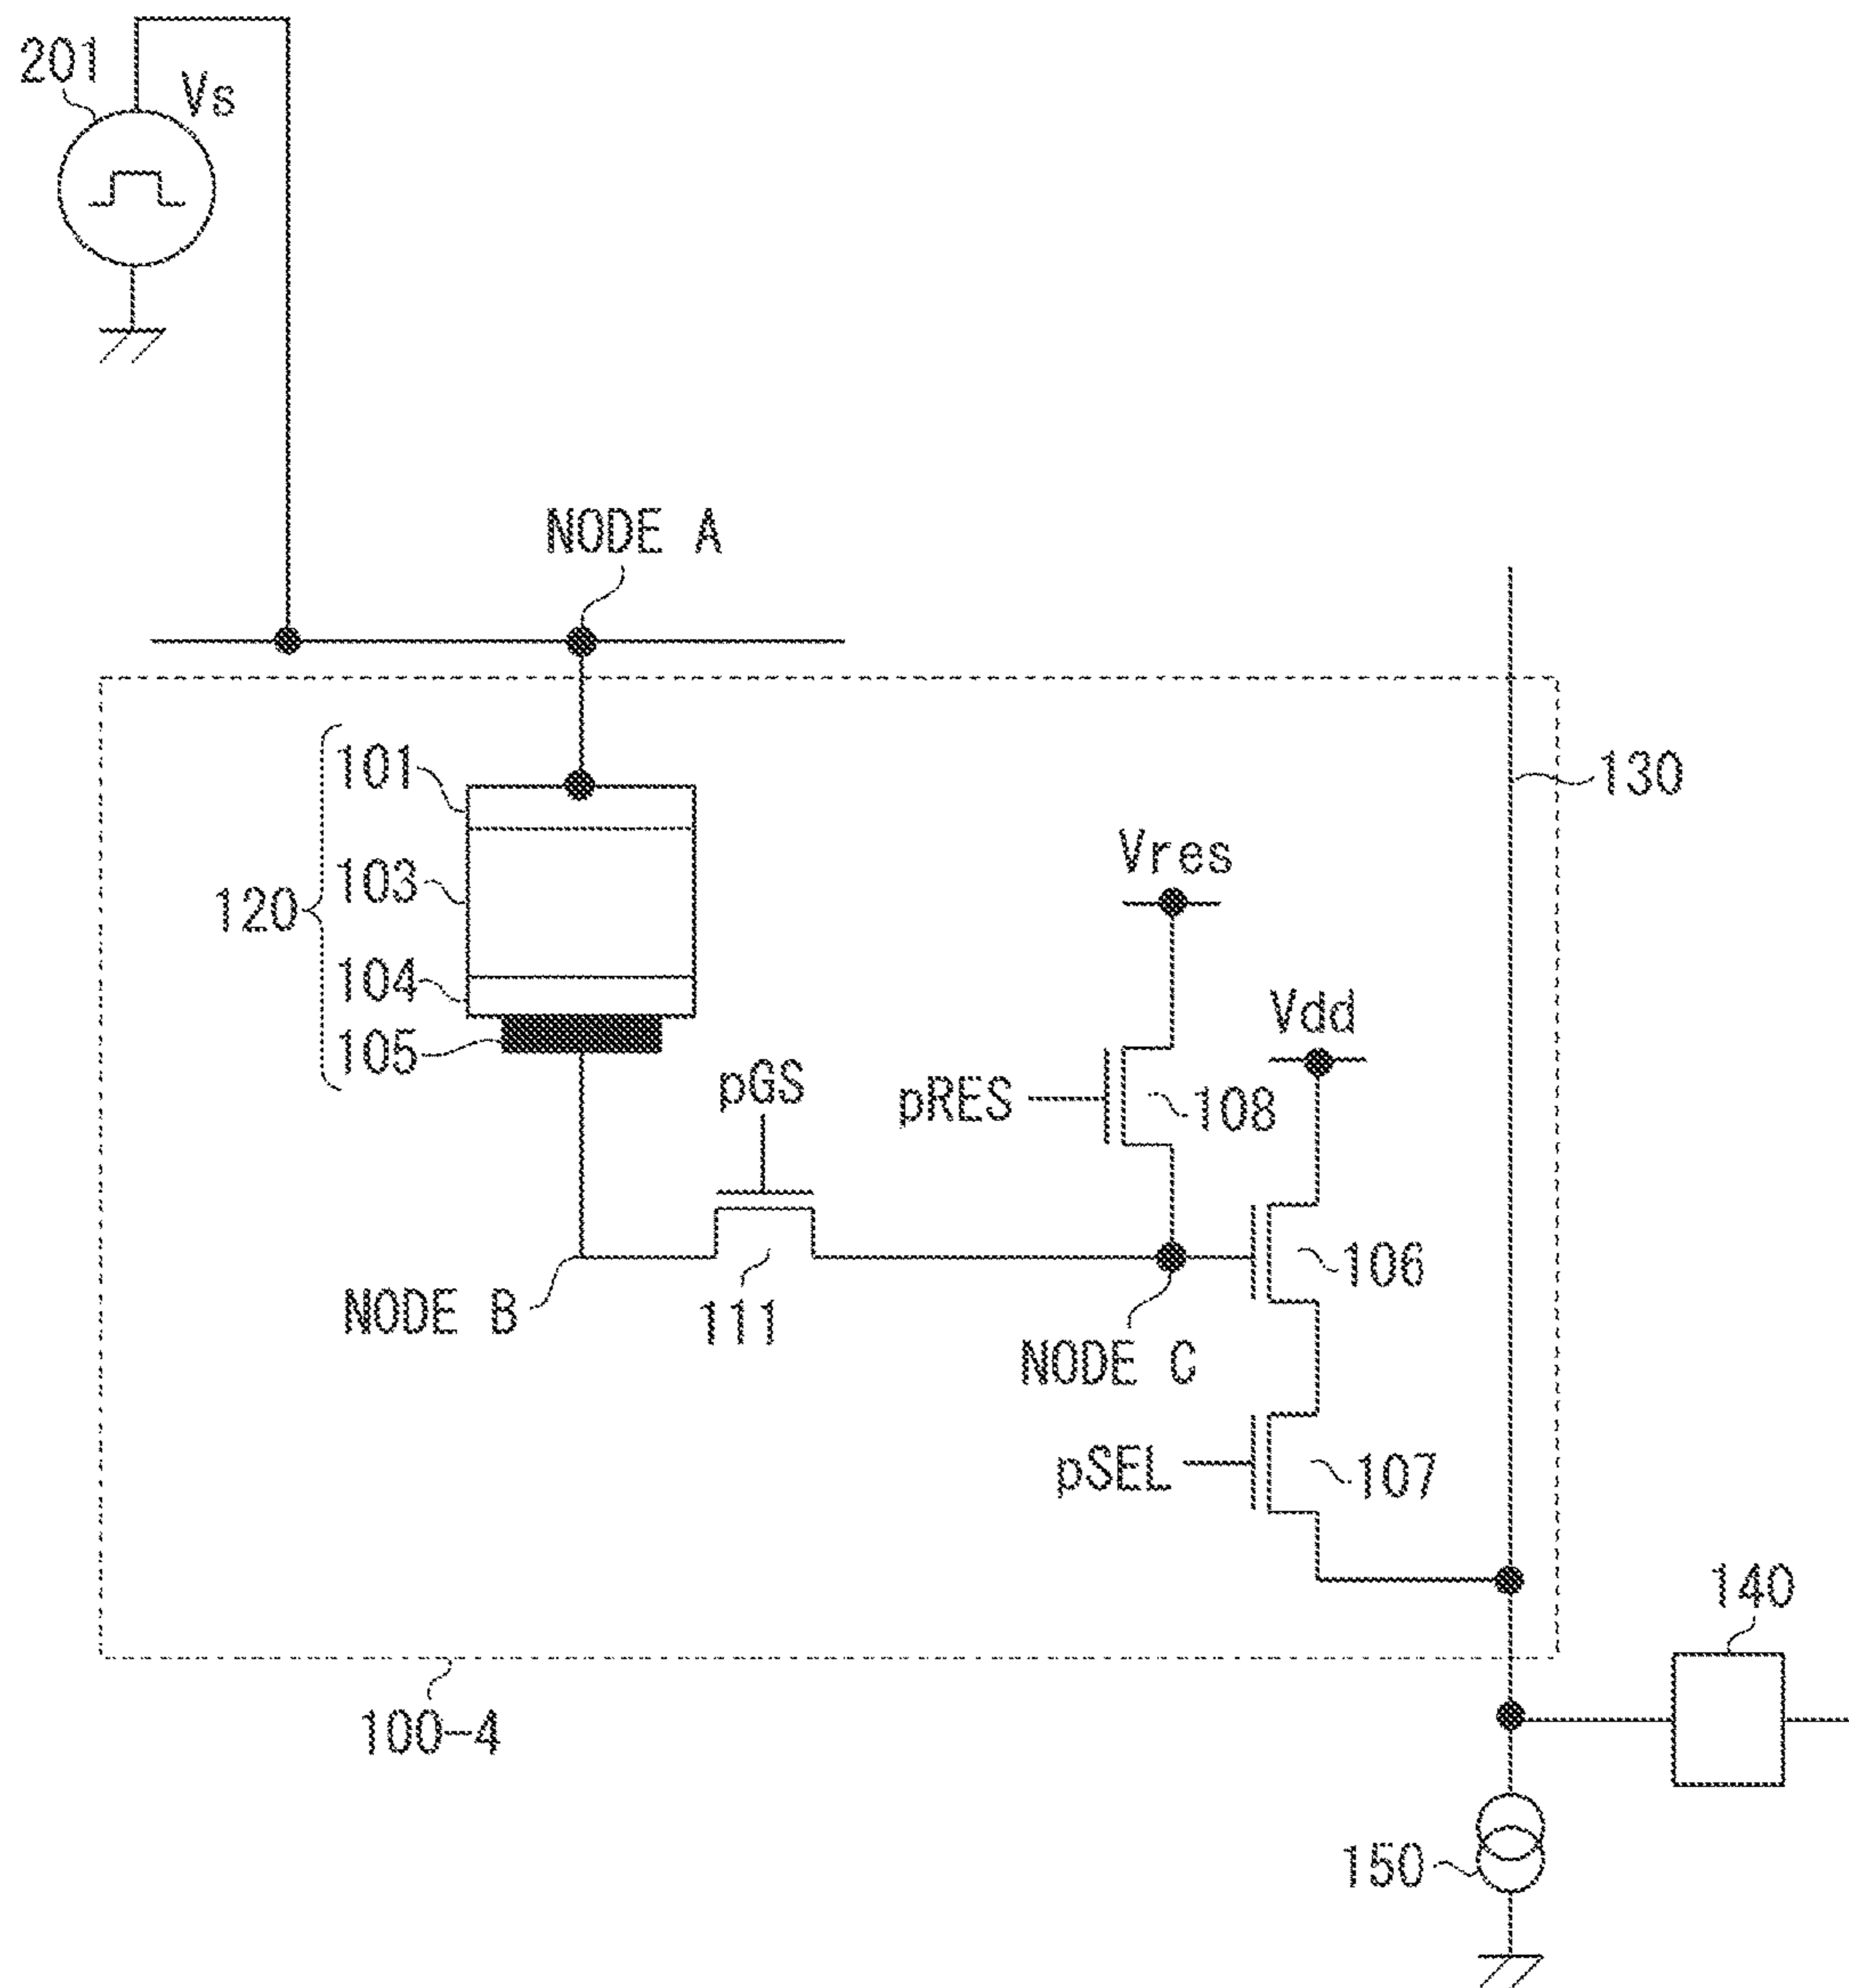 201
Vs
NODE A
101
130
Vres
103
120
104
Vdd
105
pGS
pRES
108
106
NODE B
111
NODE C
pSEL
107
140
100-4
150